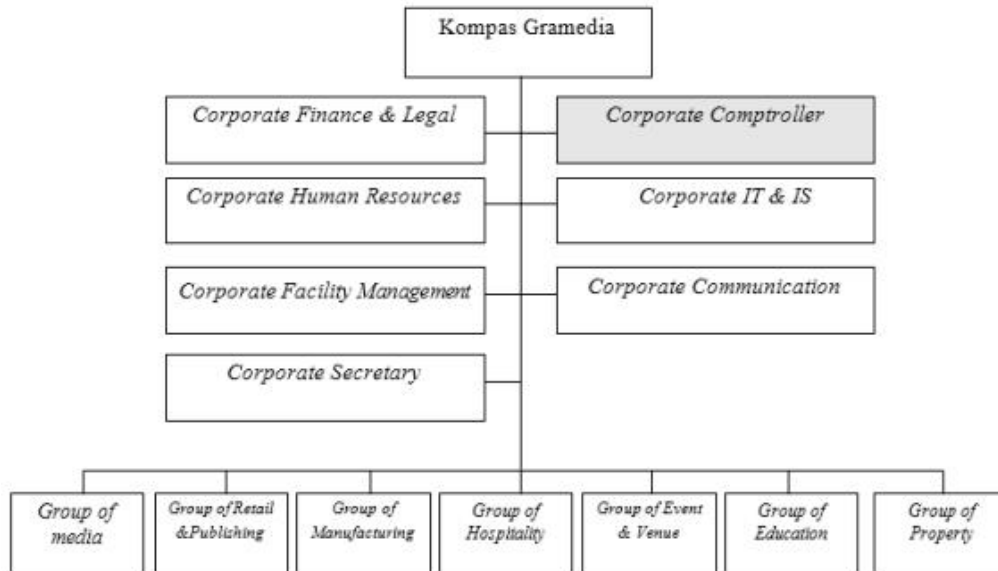 Kompas Gramedia
Corporate Finance & Legal
Corporate Comptroller
Corporate Human Resources
Corporate IT & IS
Corporate Facility Management
Corporate Communication
Corporate Secretary
Group of
media
Group of Retail
&Publishing
Group of
Manufacturing
Group of
Hospitality
Group of Event
& Venue
Group of
Education
Group of
Property